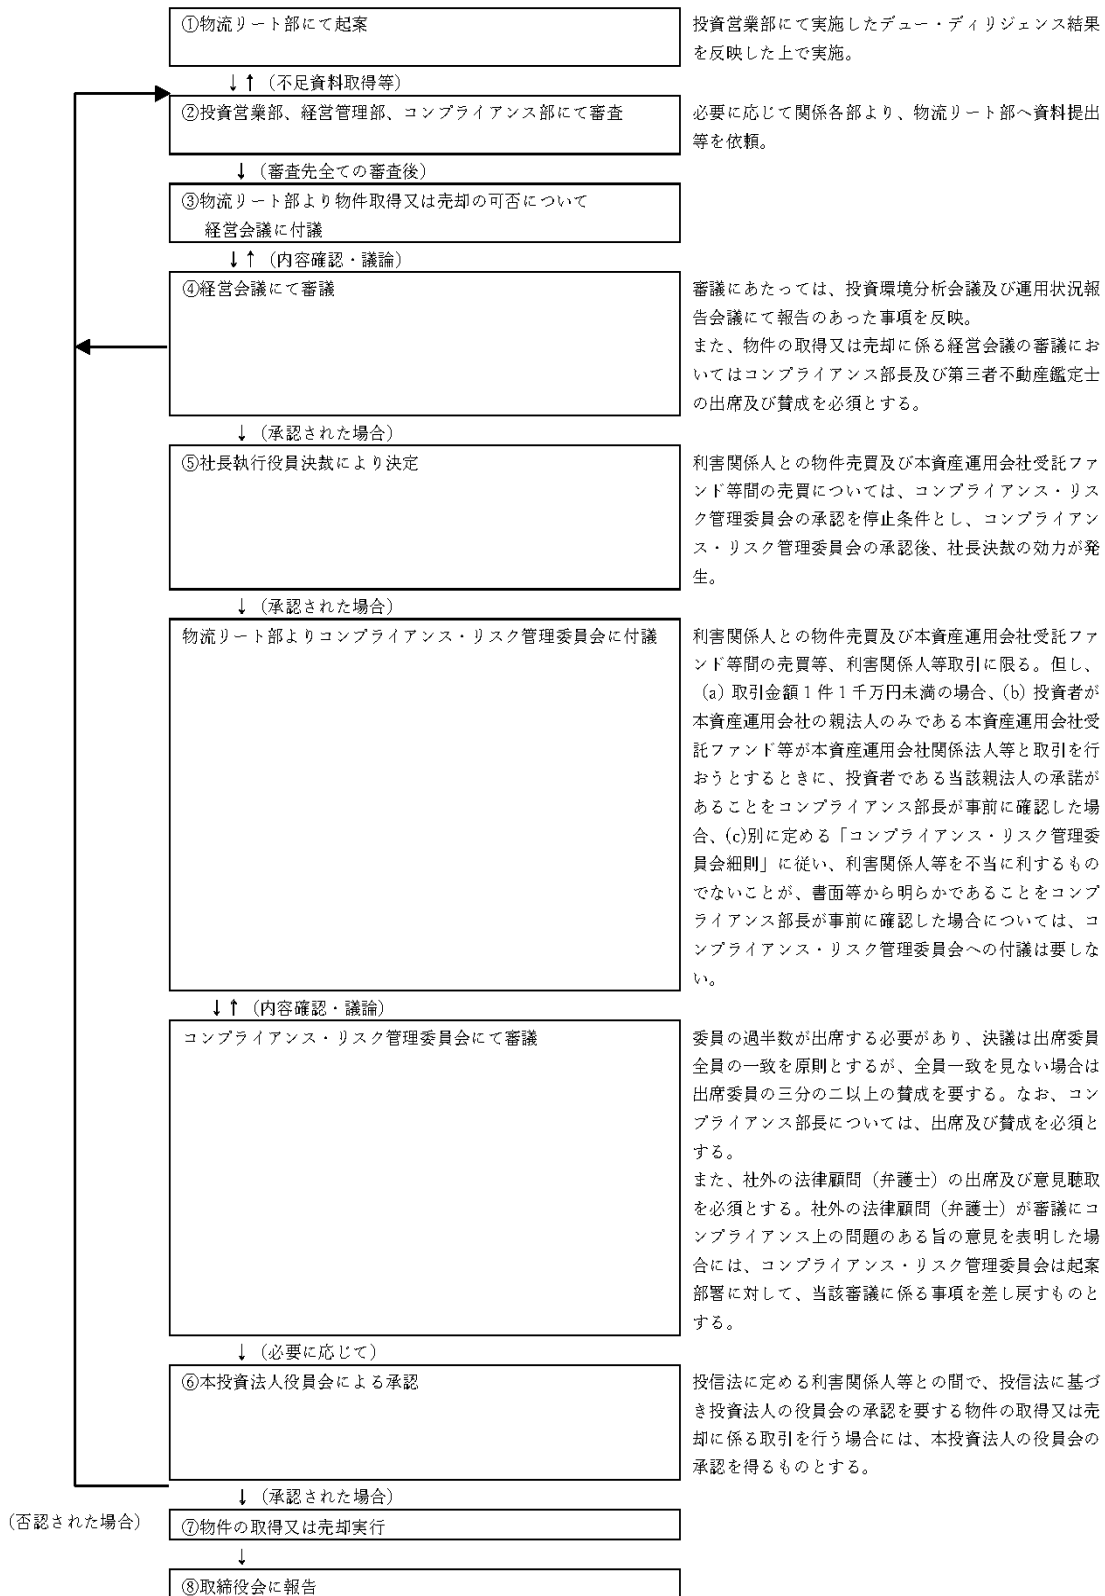 ①物流リート部にて起案
投資営業部にて実施したデュー・ディリジェンス結果
を反映した上で実施。
↓↑（不足資料取得等）
②投資営業部、経営管理部、コンプライアンス部にて審査
必要に応じて関係各部より、物流リート部へ資料提出
等を依頼。
↓（審査先全ての審査後）
③物流リート部より物件取得又は売却の可否について
経営会議に付議
↓↑（内容確認・議論）
④経営会議にて審議
審議にあたっては、投資環境分析会議及び運用状況報
告会議にて報告のあった事項を反映。
また、物件の取得又は売却に係る経営会議の審議にお
いてはコンプライアンス部長及び第三者不動産鑑定士
の出席及び賛成を必須とする。
↓（承認された場合）
⑤社長執行役員決裁により決定
利害関係人との物件売買及び本資産運用会社受託ファ
ンド等間の売買については、コンプライアンス・リス
ク管理委員会の承認を停止条件とし、コンプライアン
ス・リスク管理委員会の承認後、社長決裁の効力が発
生。
↓（承認された場合）
物流リート部よりコンプライアンス・リスク管理委員会に付議
利害関係人との物件売買及び本資産運用会社受託ファ
ンド等間の売買等、利害関係人等取引に限る。但し、
(a) 取引金額１件１千万円未満の場合、(b) 投資者が
本資産運用会社の親法人のみである本資産運用会社受
託ファンド等が本資産運用会社関係法人等と取引を行
おうとするときに、投資者である当該親法人の承諾が
あることをコンプライアンス部長が事前に確認した場
合、(c)別に定める「コンプライアンス・リスク管理委
員会細則」に従い、利害関係人等を不当に利するもの
でないことが、書面等から明らかであることをコンプ
ライアンス部長が事前に確認した場合については、コ
ンプライアンス・リスク管理委員会への付議は要しな
い。
↓↑（内容確認・議論）
コンプライアンス・リスク管理委員会にて審議
委員の過半数が出席する必要があり、決議は出席委員
全員の一致を原則とするが、全員一致を見ない場合は
出席委員の三分の二以上の賛成を要する。なお、コン
プライアンス部長については、出席及び賛成を必須と
する。
また、社外の法律顧問（弁護士）の出席及び意見聴取
を必須とする。社外の法律顧問（弁護士）が審議にコ
ンプライアンス上の問題のある旨の意見を表明した場
合には、コンプライアンス・リスク管理委員会は起案
部署に対して、当該審議に係る事項を差し戻すものと
する。
↓（必要に応じて）
⑥本投資法人役員会による承認
投信法に定める利害関係人等との間で、投信法に基づ
き投資法人の役員会の承認を要する物件の取得又は売
却に係る取引を行う場合には、本投資法人の役員会の
承認を得るものとする。
↓（承認された場合）
（否認された場合）
⑦物件の取得又は売却実行
↓
⑧取締役会に報告